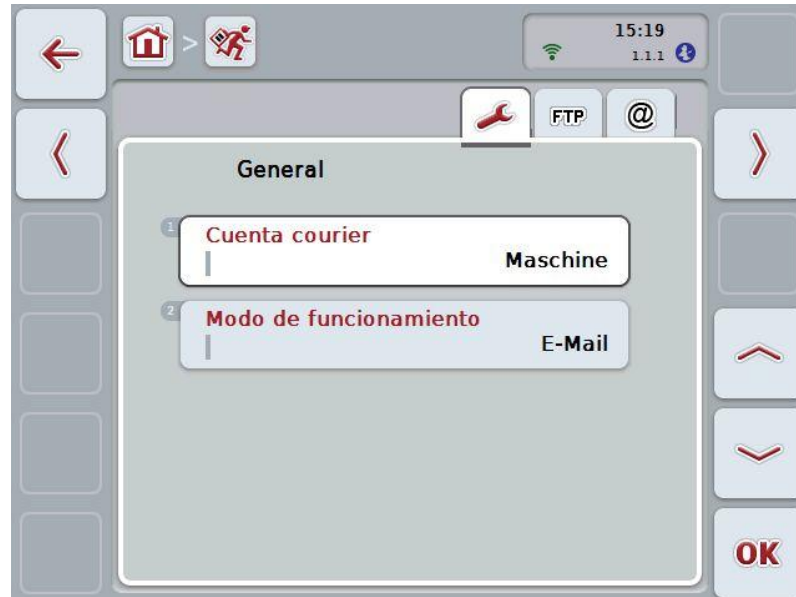 15:19
1.1.1
FTP
@
General
1
Cuenta courier
Maschine
2
Modo de funcionamiento
E-Mail
OK